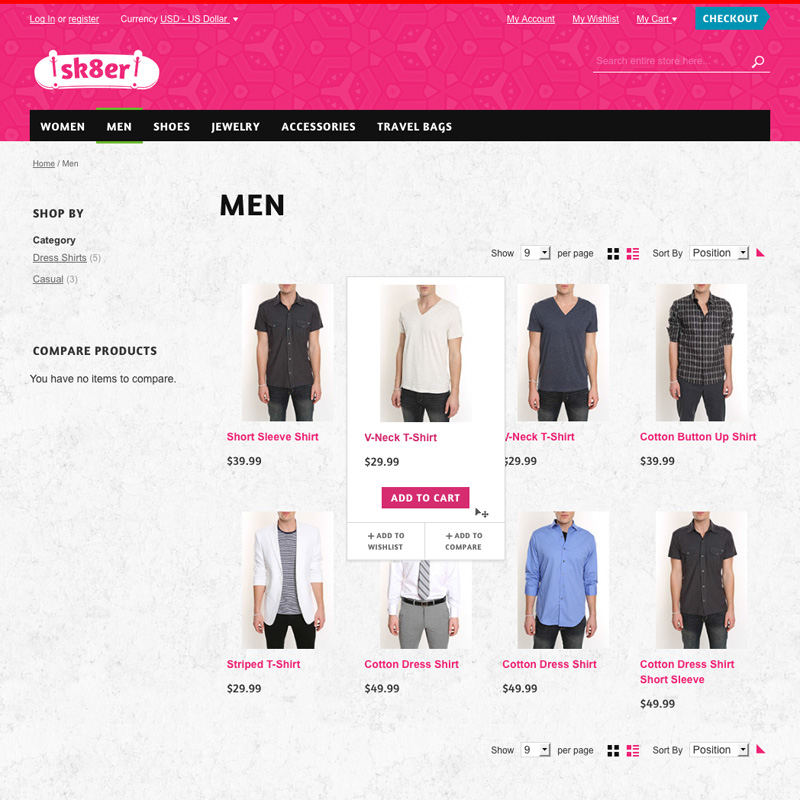 Log In or register
Currency USD - US Dollar
My Account
My Wishlist
My Cart
CHECKOUT
sk8er
Search entire store here...
WOMEN
MEN
SHOES
JEWELRY
ACCESSORIES
TRAVEL BAGS
Home / Men
SHOP BY
Category
Dress Shirts (5)
Casual (3)
COMPARE PRODUCTS
You have no items to compare.
MEN
Show 9 per page
Sort By Position
Short Sleeve Shirt
$39.99
V-Neck T-Shirt
$29.99
ADD TO CART
+ ADD TO
WISHLIST
+ ADD TO
COMPARE
V-Neck T-Shirt
$29.99
Cotton Button Up Shirt
$39.99
Striped T-Shirt
$29.99
Cotton Dress Shirt
$49.99
Cotton Dress Shirt
$49.99
Cotton Dress Shirt
Short Sleeve
$49.99
Show 9 per page
Sort By Position